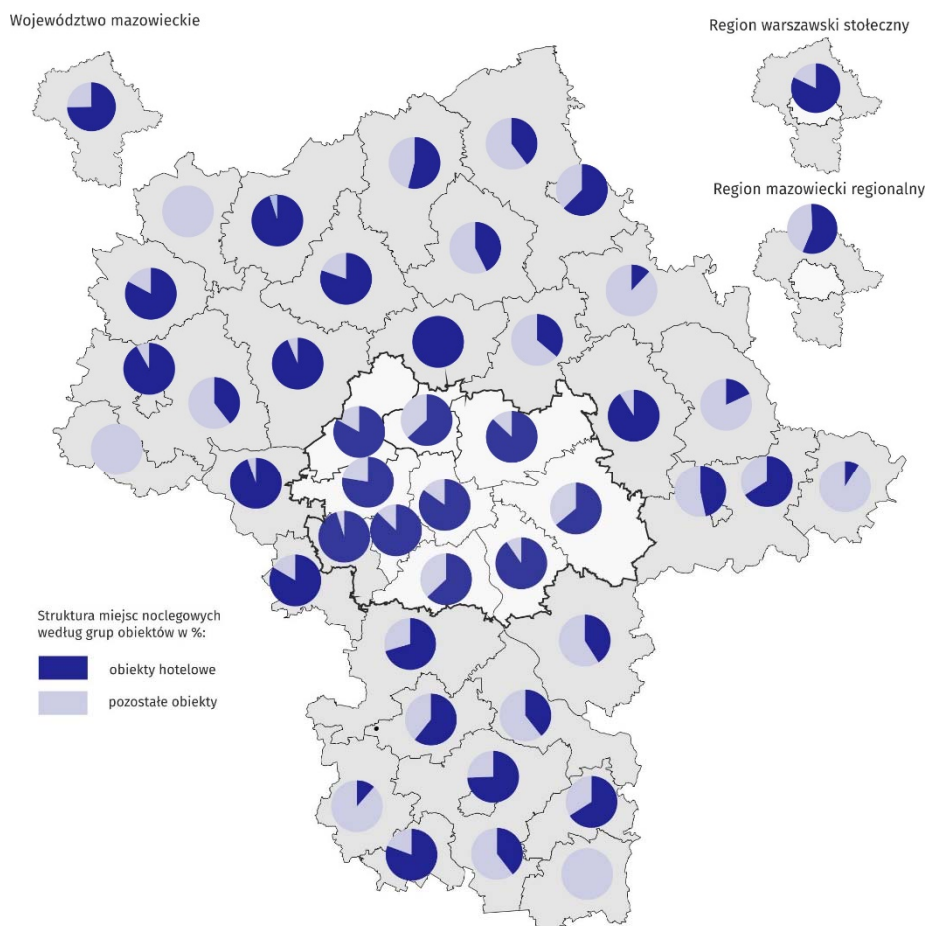 Województwo mazowieckie
Region warszawski stołeczny
Region mazowiecki regionalny
Struktura miejsc noclegowych
według grup obiektów w %:
obiekty hotelowe
pozostałe obiekty